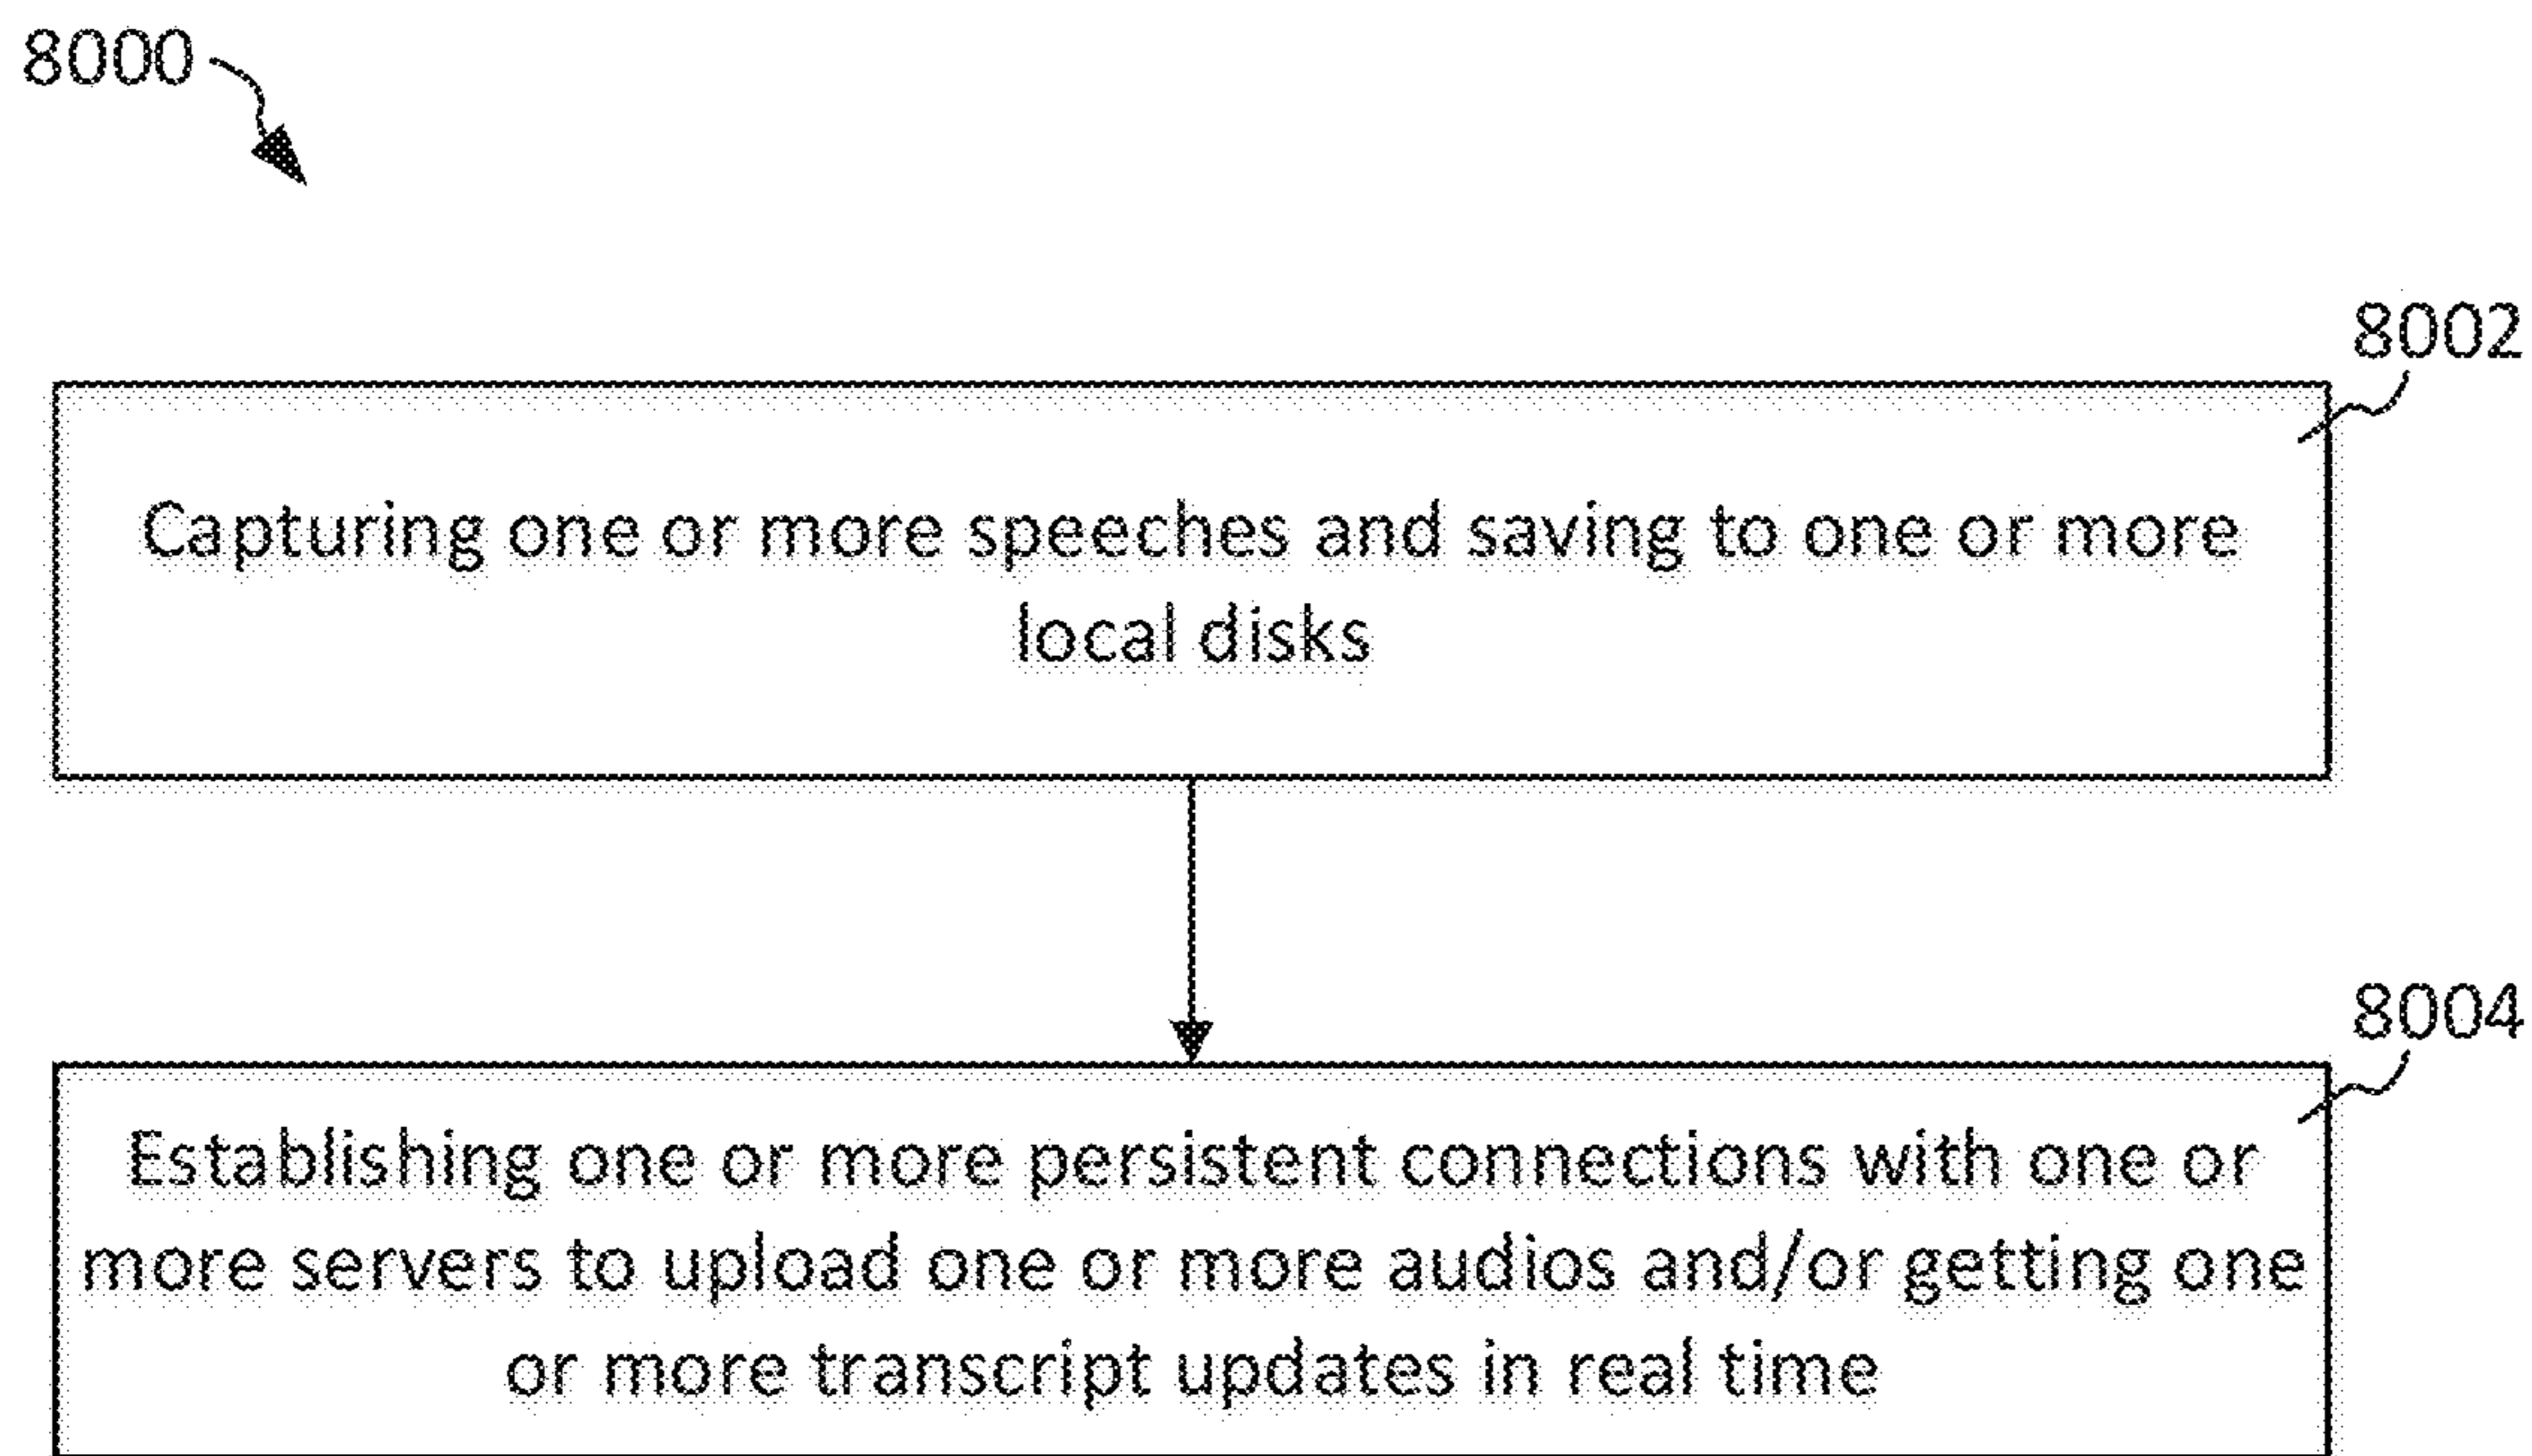 8000
8002
Capturing one or more speeches and saving to one or more
local disks
8004
Establishing one or more persistent connections with one or
more servers to upload one or more audios and/or getting one
or more transcript updates in real time